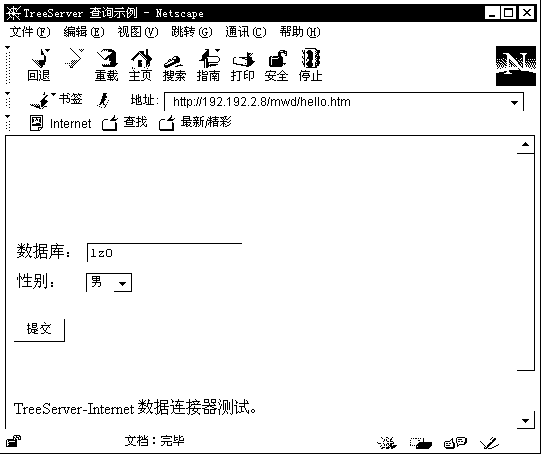 TreeServer 查询示例 - Netscape
文件(F) 编辑(E) 视图(V) 跳转(G) 通讯(C) 帮助(H)
回退 重载 主页 搜索 指南 打印 安全 停止
N
书签 地址: http://192.192.2.8/mwd/hello.htm
Internet 查找 最新/精彩
数据库: lz0
性别: 男
提交
TreeServer-Internet 数据连接器测试。
文档：完毕